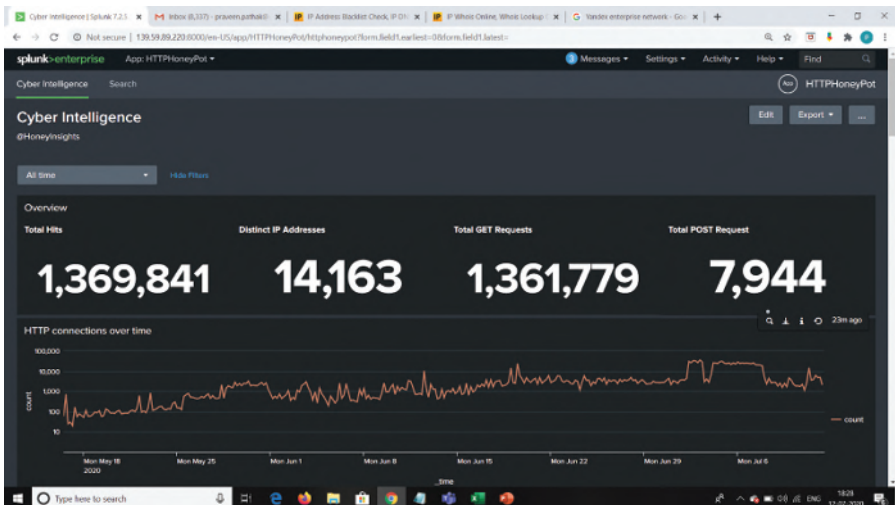 Cyber Intelligence | Splunk 7.2.5
Inbox (8,337) - praveen.pathak@
IP Address Blacklist Check, IP DN
IP Whois Online, Whois Lookup
Yandex enterprise network - Goo
Not secure | 139.59.89.220:8000/en-US/app/HTTPHoneyPot/httphoneypot?form.field1.earliest=0&form.field1.latest=
splunk>enterprise App: HTTPHoneyPot
3 Messages Settings Activity Help Find
Cyber Intelligence Search
App HTTPHoneyPot
Cyber Intelligence
Edit Export ...
@HoneyInsights
All time Hide Filters
Overview
Total Hits Distinct IP Addresses Total GET Requests Total POST Request
1,369,841 14,163 1,361,779 7,944
23m ago
HTTP connections over time
100,000
10,000
1,000
100
10
count
count
Mon May 18 Mon May 25 Mon Jun 1 Mon Jun 8 Mon Jun 15 Mon Jun 22 Mon Jun 29 Mon Jul 6
2020
_time
Type here to search
ENG
18:28